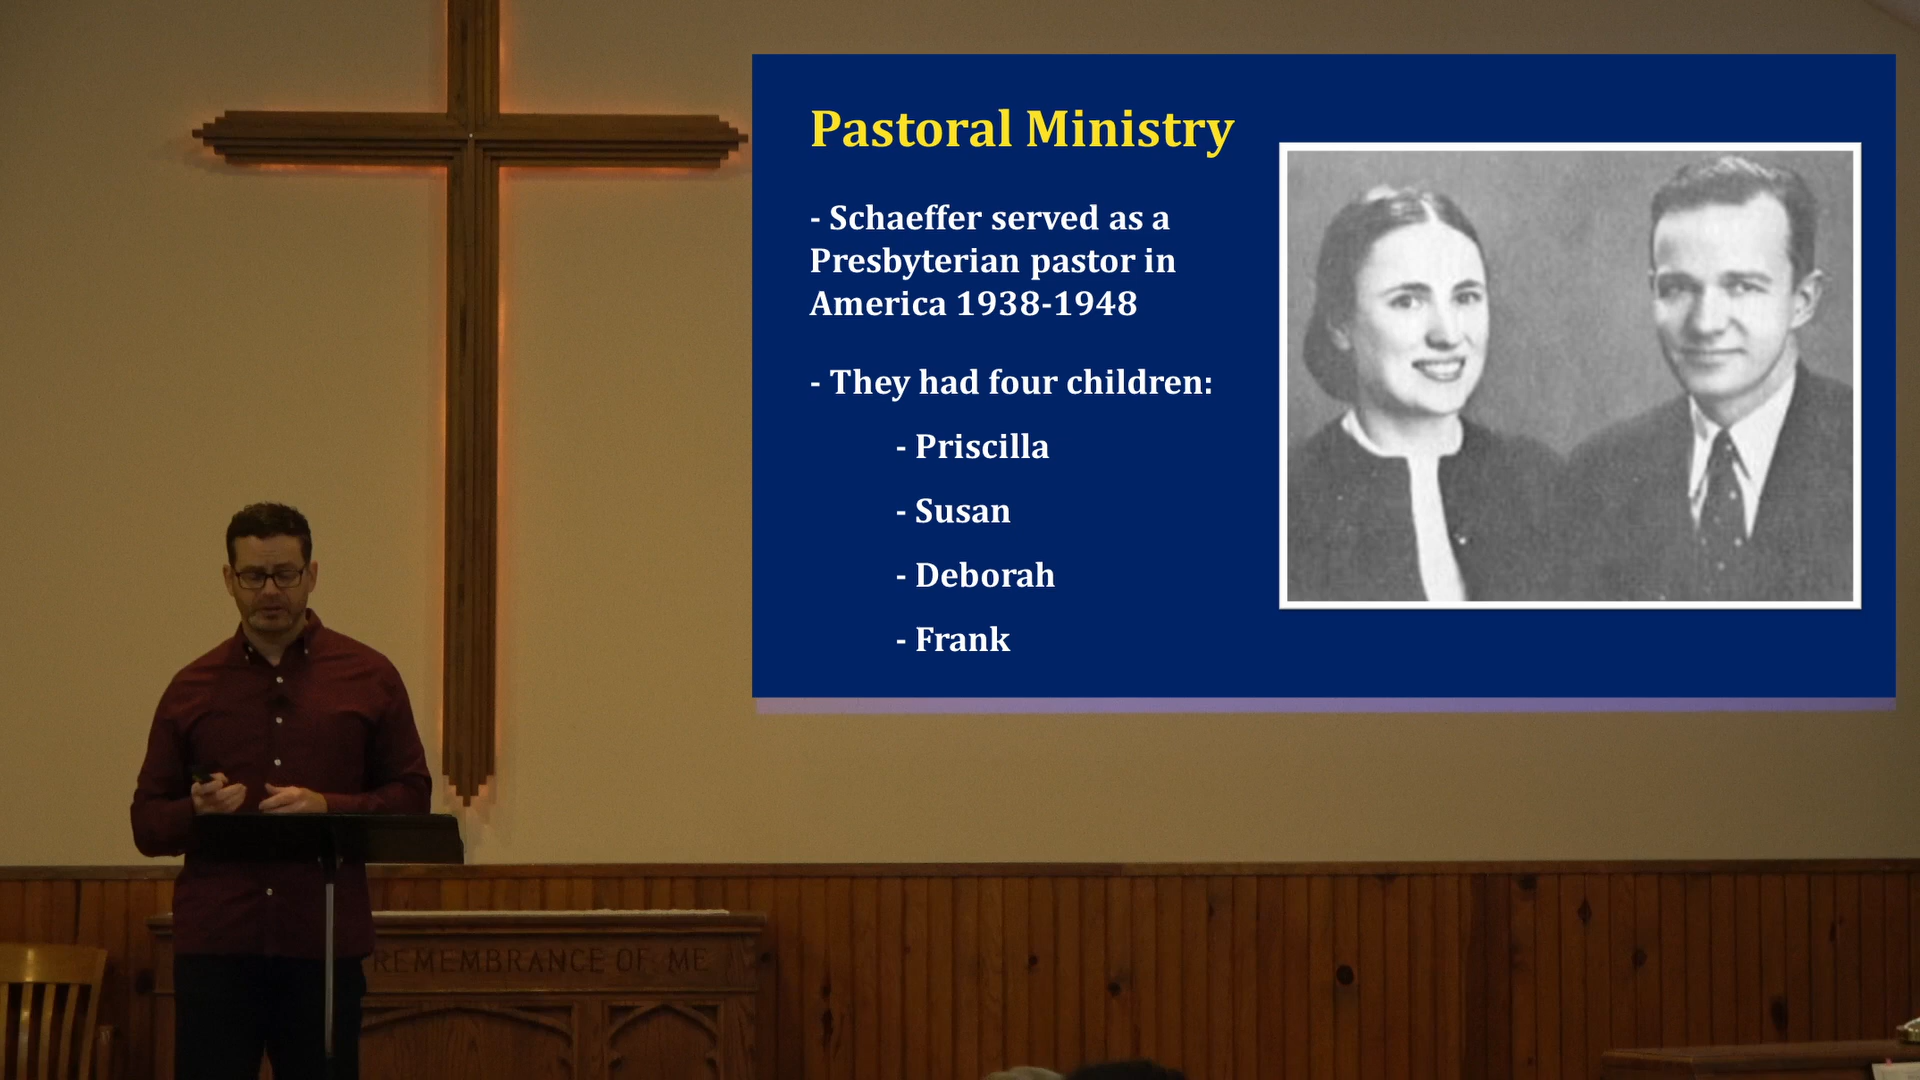 Pastoral Ministry
- Schaeffer served as a
Presbyterian pastor in
America 1938-1948
- They had four children:
- Priscilla
- Susan
- Deborah
- Frank
REMEMBRANCE OF ME